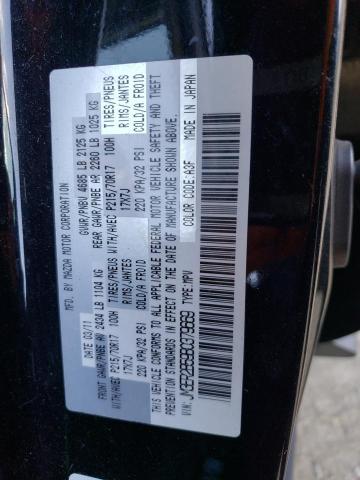 MFD. BY MAZDA MOTOR CORPORATION
DATE 03/11 GVWR/PNBV 4685 LB 2125 KG
FRONT GAWR/PNBE AV 2434 LB 1104 KG REAR GAWR/PNBE AR 2260 LB 1025 KG
WITH/AVEC P215/70R17 100H TIRES/PNEUS WITH/AVEC P215/70R17 100H TIRES/PNEUS
17X7J RIMS/JANTES 17X7J RIMS/JANTES
220 KPA/32 PSI COLD/A FROID 220 KPA/32 PSI COLD/A FROID
THIS VEHICLE CONFORMS TO ALL APPLICABLE FEDERAL MOTOR VEHICLE SAFETY AND THEFT
PREVENTION STANDARDS IN EFFECT ON THE DATE OF MANUFACTURE SHOWN ABOVE.
TYPE: MPV COLOR CODE: A3F MADE IN JAPAN